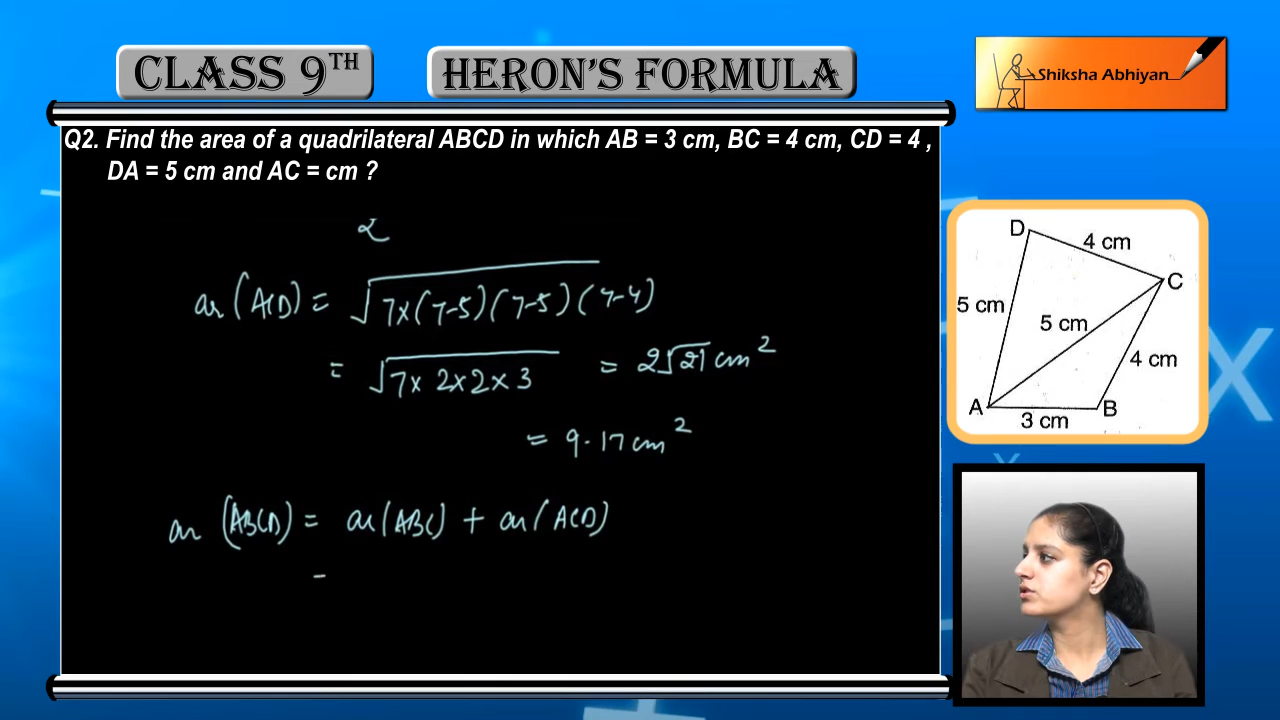 CLASS 9TH
HERON'S FORMULA
Shiksha Abhiyan
Q2. Find the area of a quadrilateral ABCD in which AB = 3 cm, BC = 4 cm, CD = 4 ,
DA = 5 cm and AC = cm ?
2
ar (ACD) = √7×(7-5)(7-5)(7-4)
= √7× 2×2×3 = 2√21 cm²
= 9.17 cm²
ar (ABCD) = ar(ABC) + ar(ACD)
D
4 cm
C
5 cm
5 cm
4 cm
A
B
3 cm
X
x